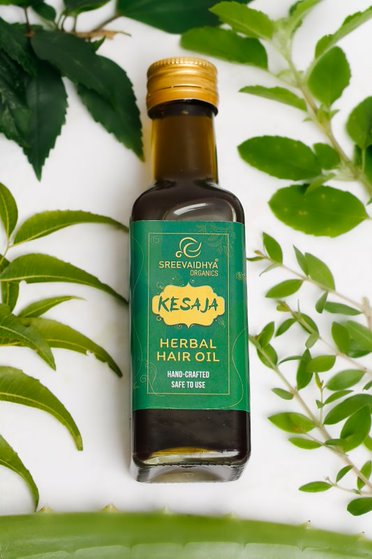 SREEVAIDHYA
ORGANICS
KESAJA
HERBAL
HAIR OIL
HAND-CRAFTED
SAFE TO USE